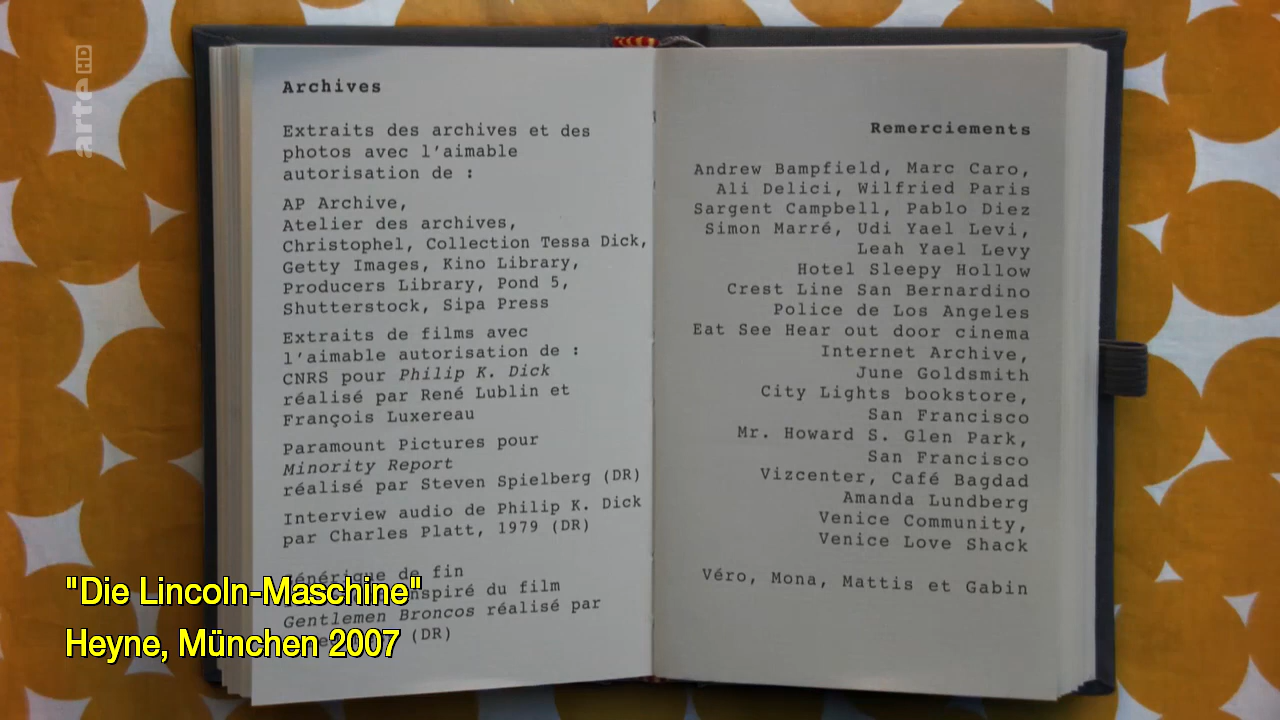 arte HD
Archives
Extraits des archives et des
photos avec l'aimable
autorisation de :
AP Archive,
Atelier des archives,
Christophel, Collection Tessa Dick,
Getty Images, Kino Library,
Producers Library, Pond 5,
Shutterstock, Sipa Press
Extraits de films avec
l'aimable autorisation de :
CNRS pour Philip K. Dick
réalisé par René Lublin et
François Luxereau
Paramount Pictures pour
Minority Report
réalisé par Steven Spielberg (DR)
Interview audio de Philip K. Dick
par Charles Platt, 1979 (DR)
Générique de fin
du film
Gentlemen Broncos réalisé par
(DR)
Remerciements
Andrew Bampfield, Marc Caro,
Ali Delici, Wilfried Paris
Sargent Campbell, Pablo Diez
Simon Marré, Udi Yael Levi,
Leah Yael Levy
Hotel Sleepy Hollow
Crest Line San Bernardino
Police de Los Angeles
Eat See Hear out door cinema
Internet Archive,
June Goldsmith
City Lights bookstore,
San Francisco
Mr. Howard S. Glen Park,
San Francisco
Vizcenter, Café Bagdad
Amanda Lundberg
Venice Community,
Venice Love Shack
Véro, Mona, Mattis et Gabin
"Die Lincoln-Maschine"
Heyne, München 2007